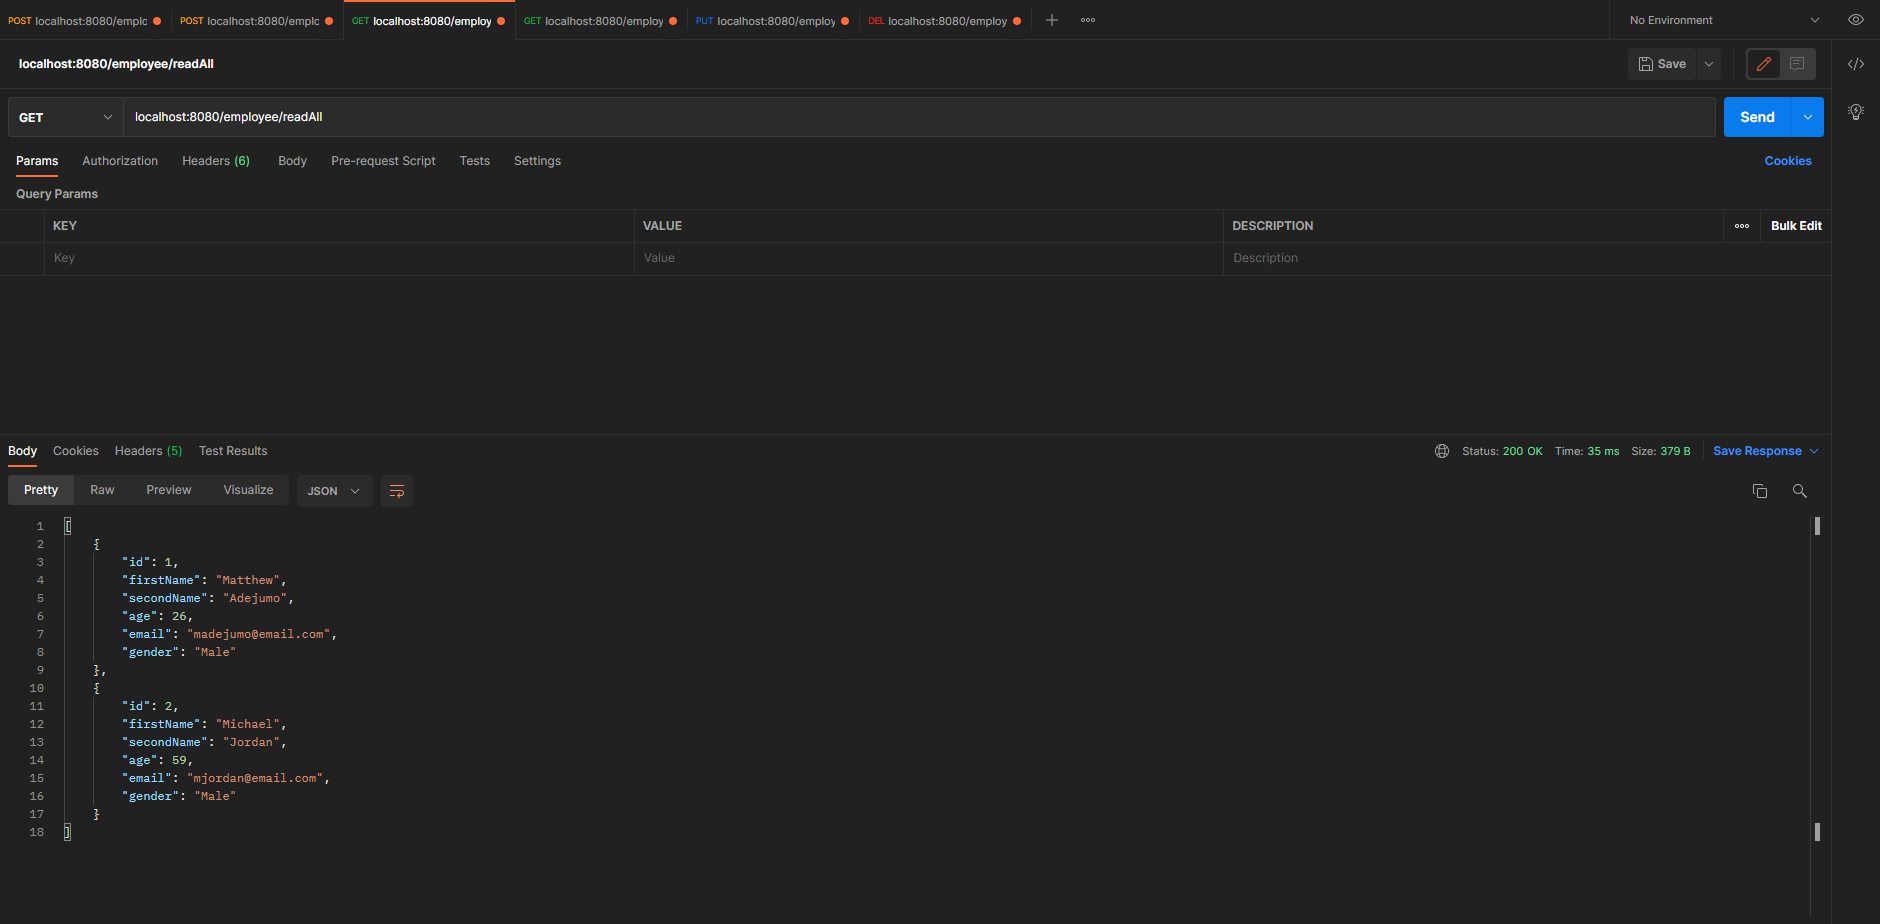 POST localhost:8080/emplc POST localhost:8080/emplc GET localhost:8080/employ GET localhost:8080/employ PUT localhost:8080/employ DEL localhost:8080/employ No Environment
localhost:8080/employee/readAll Save
GET localhost:8080/employee/readAll Send
Params Authorization Headers (6) Body Pre-request Script Tests Settings Cookies
Query Params
KEY VALUE DESCRIPTION Bulk Edit
Key Value Description
Body Cookies Headers (5) Test Results Status: 200 OK Time: 35 ms Size: 379 B Save Response
Pretty Raw Preview Visualize JSON
1 [
2 {
3 "id": 1,
4 "firstName": "Matthew",
5 "secondName": "Adejumo",
6 "age": 26,
7 "email": "madejumo@email.com",
8 "gender": "Male"
9 },
10 {
11 "id": 2,
12 "firstName": "Michael",
13 "secondName": "Jordan",
14 "age": 59,
15 "email": "mjordan@email.com",
16 "gender": "Male"
17 }
18 ]